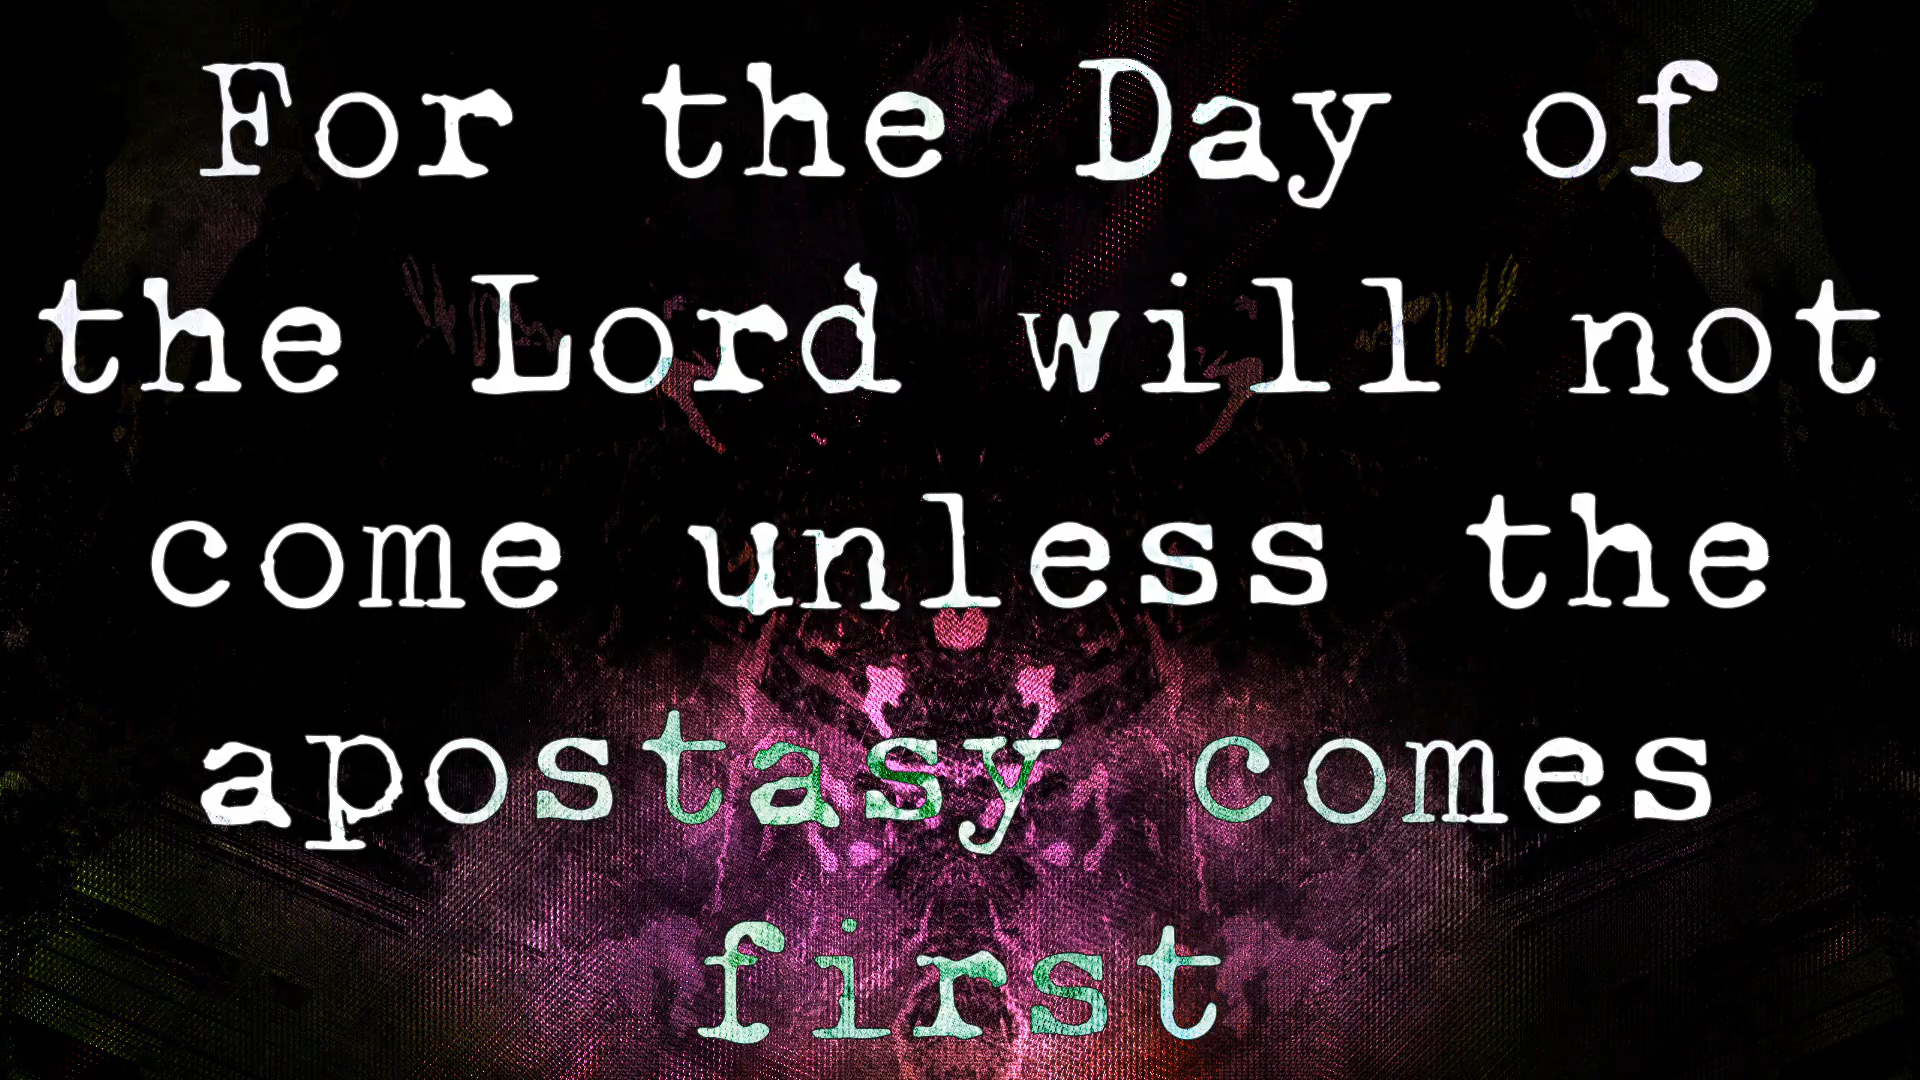 For the Day of
the Lord will not
come unless the
apostasy comes
first